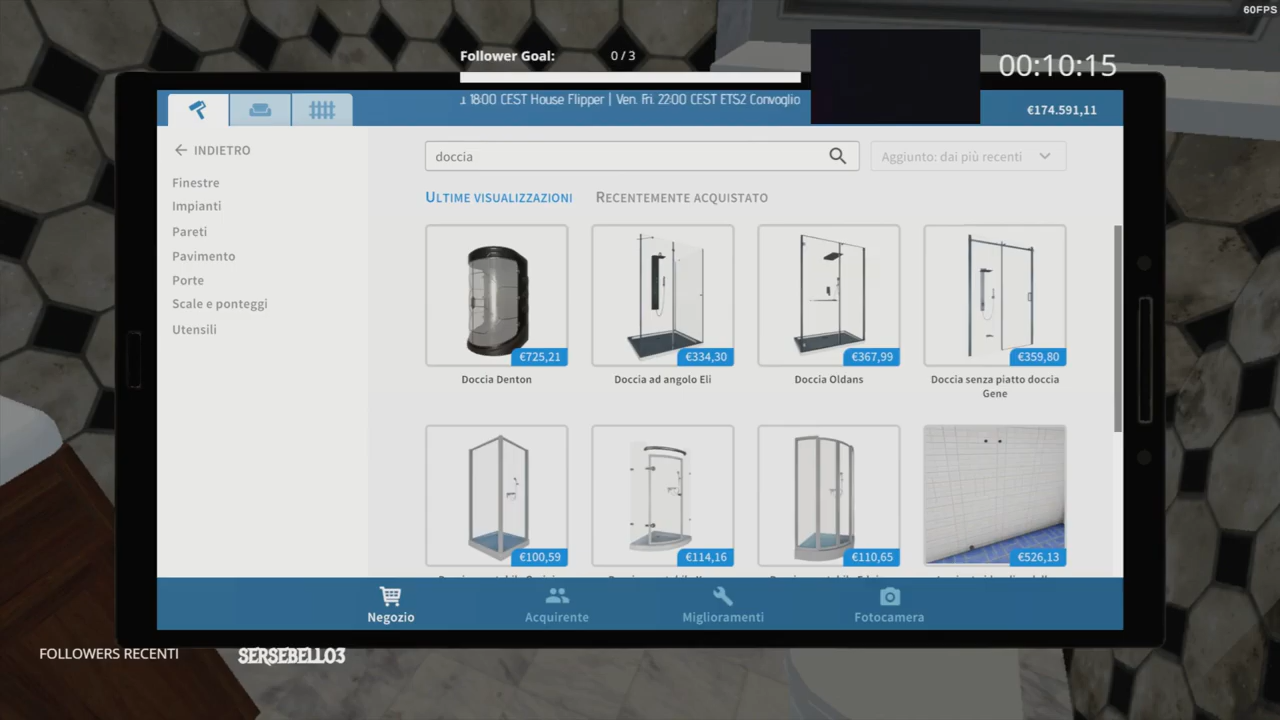 60FPS
Follower Goal: 0 / 3
00:10:15
18:00 CEST House Flipper | Ven. Fri. 22:00 CEST ETS2 Convoglio
€174.591,11
INDIETRO
doccia
Aggiunto: dai più recenti
Finestre
Impianti
Pareti
Pavimento
Porte
Scale e ponteggi
Utensili
ULTIME VISUALIZZAZIONI
RECENTEMENTE ACQUISTATO
€725,21
€334,30
€367,99
€359,80
Doccia Denton
Doccia ad angolo Eli
Doccia Oldans
Doccia senza piatto doccia
Gene
€100,59
€114,16
€110,65
€526,13
Negozio
Acquirente
Miglioramenti
Fotocamera
FOLLOWERS RECENTI
SERSEBELLO3